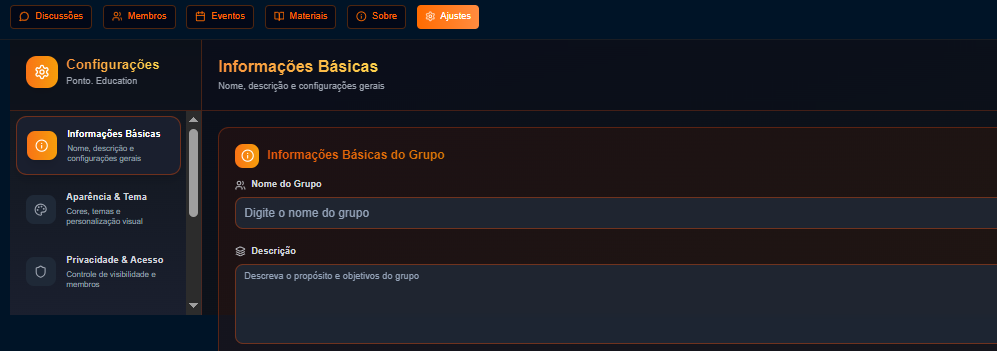 Discussões
Membros
Eventos
Materiais
Sobre
Ajustes
Configurações
Ponto. Education
Informações Básicas
Nome, descrição e configurações gerais
Informações Básicas
Nome, descrição e
configurações gerais
Aparência & Tema
Cores, temas e
personalização visual
Privacidade & Acesso
Controle de visibilidade e
membros
Informações Básicas do Grupo
Nome do Grupo
Digite o nome do grupo
Descrição
Descreva o propósito e objetivos do grupo